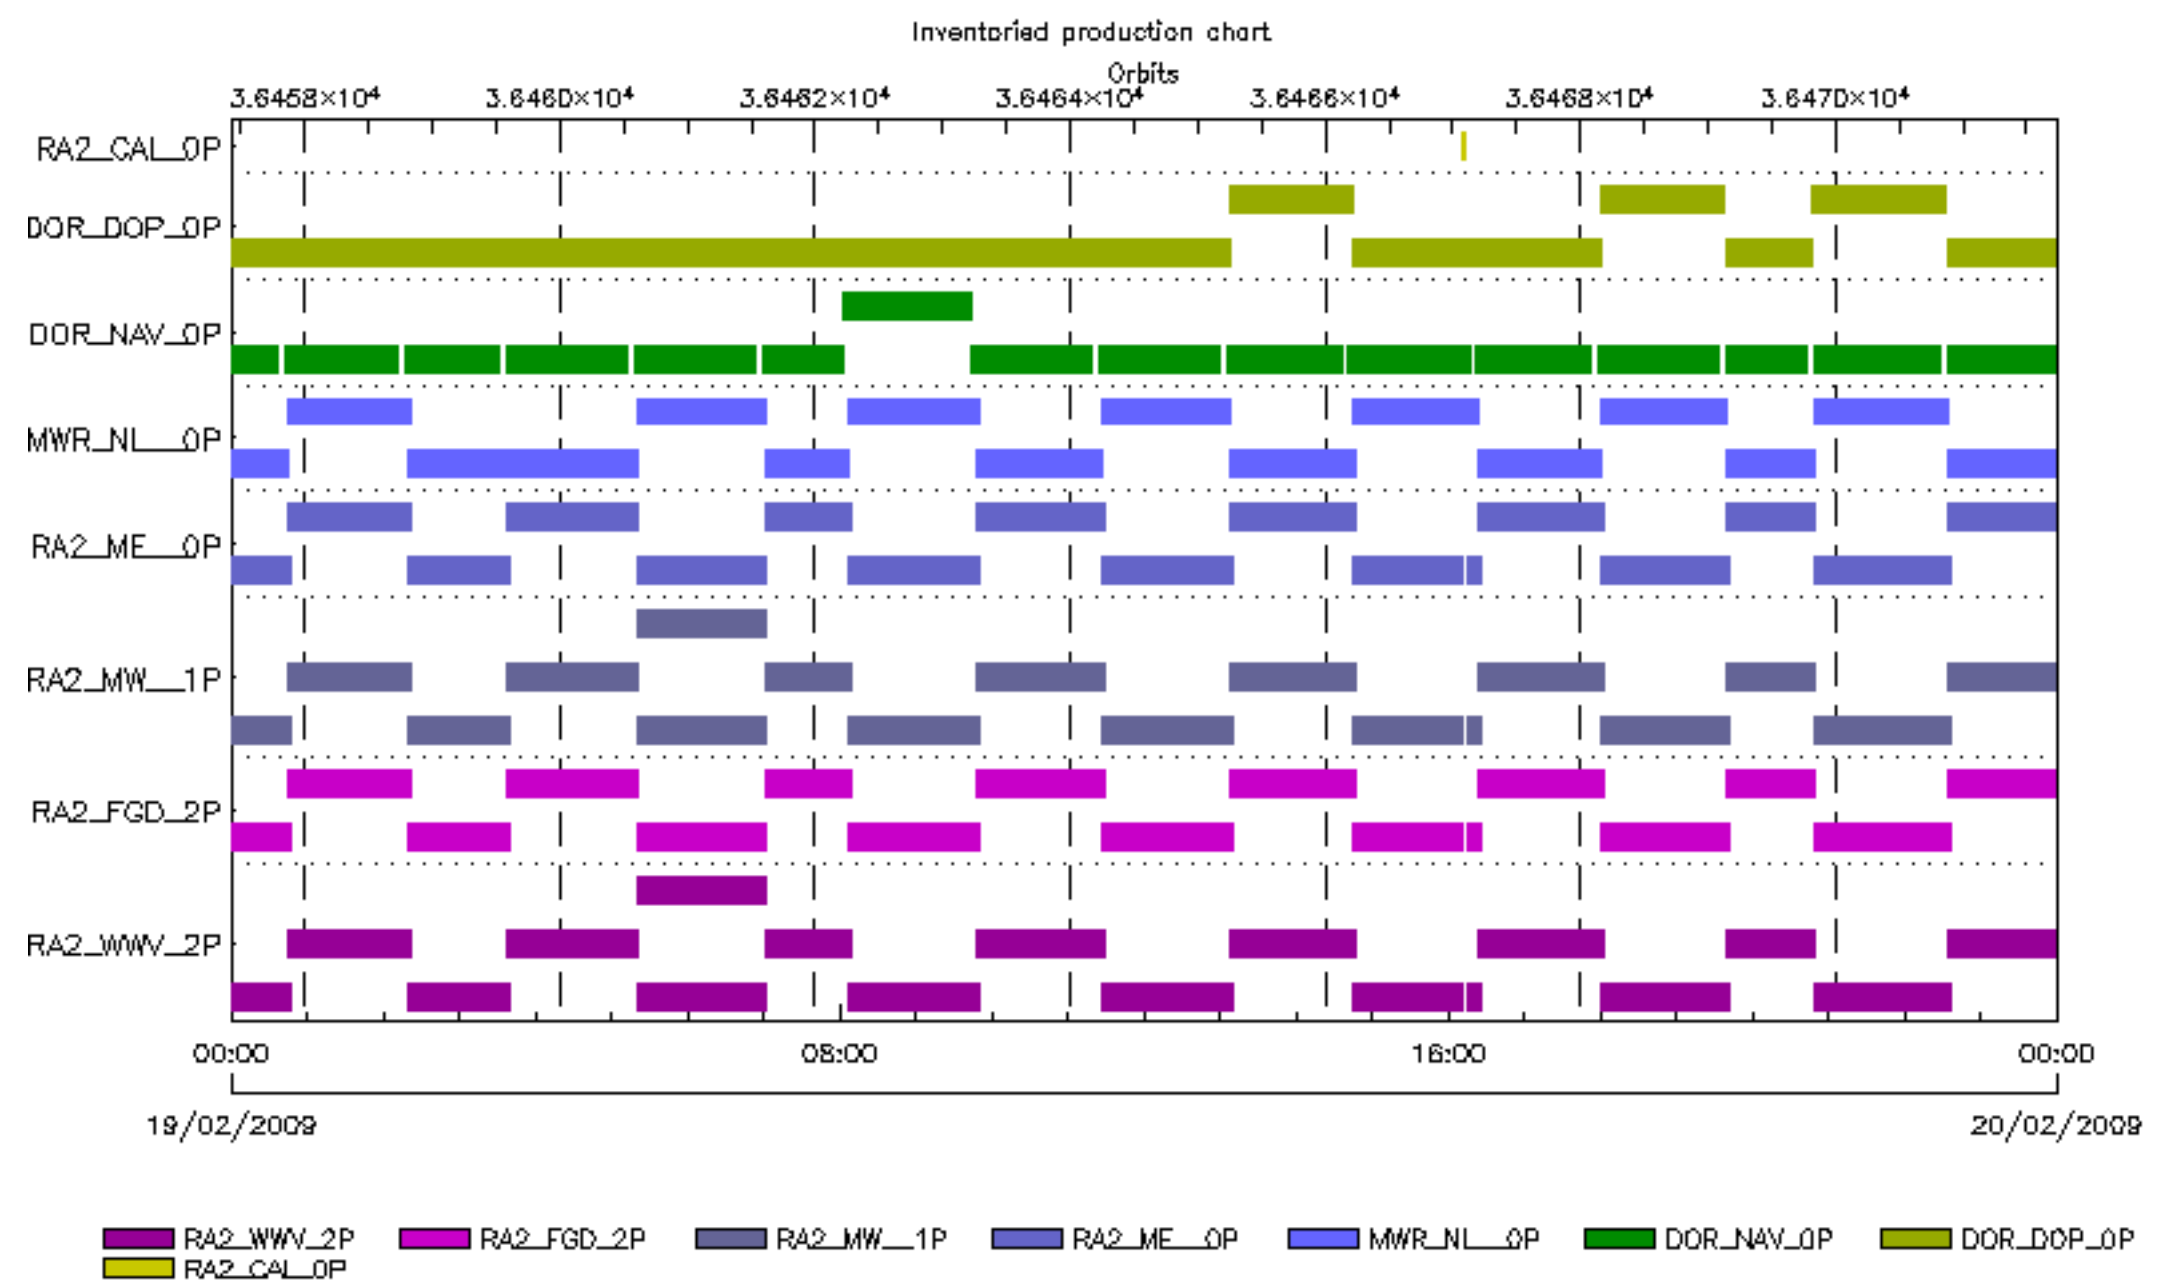 Inventoried production chart
Orbits
3.6458×10⁴ 3.6460×10⁴ 3.6462×10⁴ 3.6464×10⁴ 3.6466×10⁴ 3.6468×10⁴ 3.6470×10⁴
RA2_CAL_0P
DOR_DOP_0P
DOR_NAV_0P
MWR_NL__0P
RA2_ME__0P
RA2_MW__1P
RA2_FGD_2P
RA2_WWV_2P
00:00 08:00 16:00 00:00
19/02/2009 20/02/2009
RA2_WWV_2P RA2_FGD_2P RA2_MW__1P RA2_ME__0P MWR_NL__0P DOR_NAV_0P DOR_DOP_0P
RA2_CAL_0P